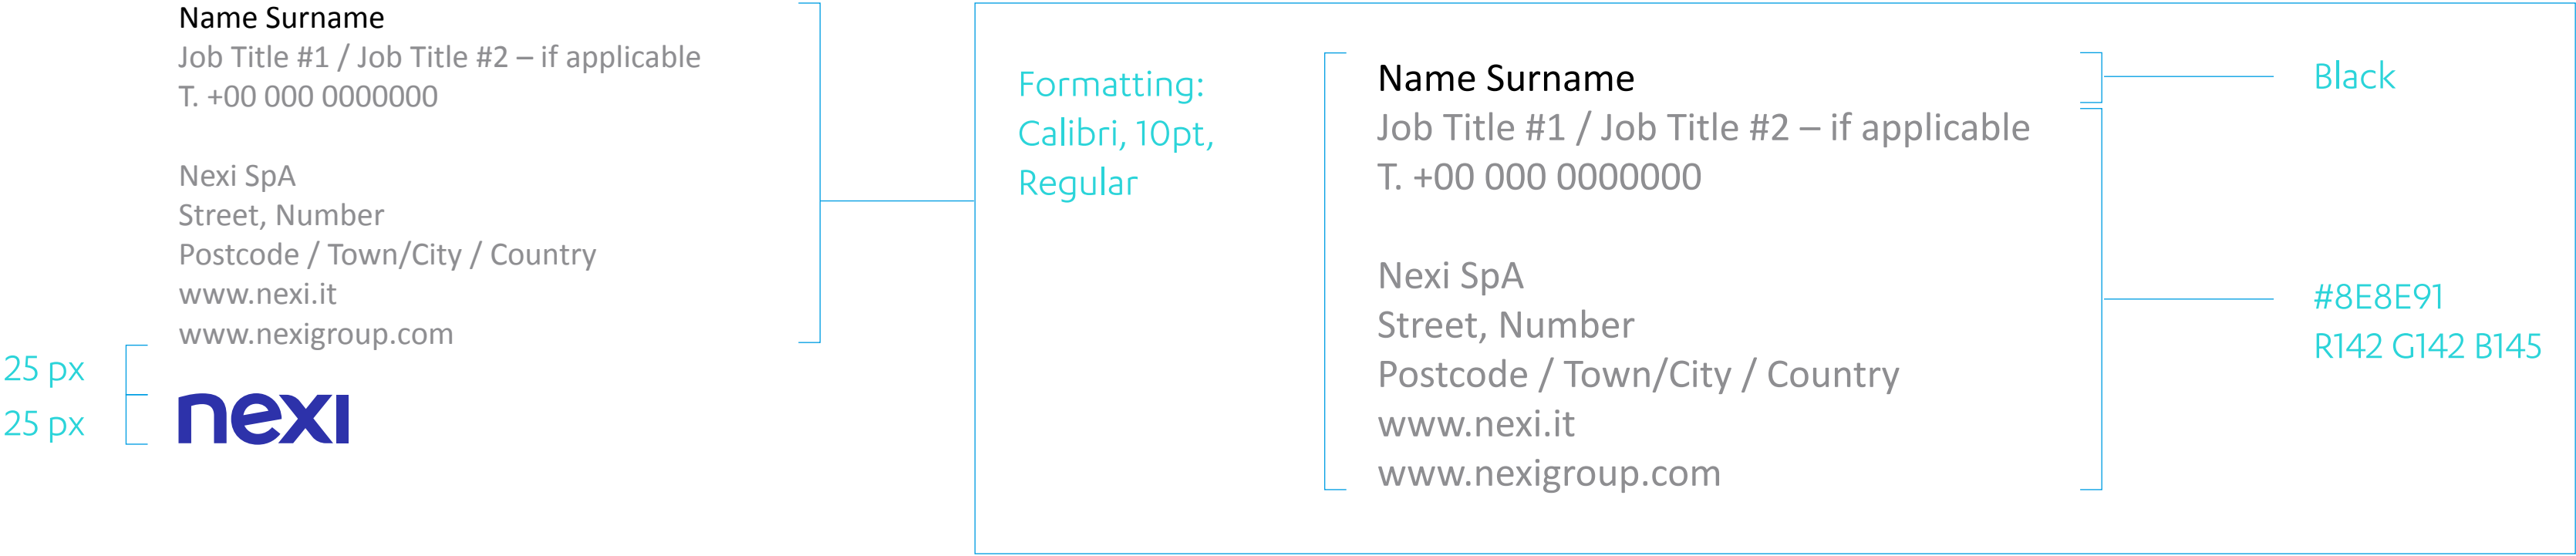 Name Surname
Job Title #1 / Job Title #2 – if applicable
T. +00 000 0000000
Nexi SpA
Street, Number
Postcode / Town/City / Country
www.nexi.it
www.nexigroup.com
25 px
25 px
nexi
Formatting:
Calibri, 10pt,
Regular
Name Surname
Job Title #1 / Job Title #2 – if applicable
T. +00 000 0000000
Nexi SpA
Street, Number
Postcode / Town/City / Country
www.nexi.it
www.nexigroup.com
Black
#8E8E91
R142 G142 B145